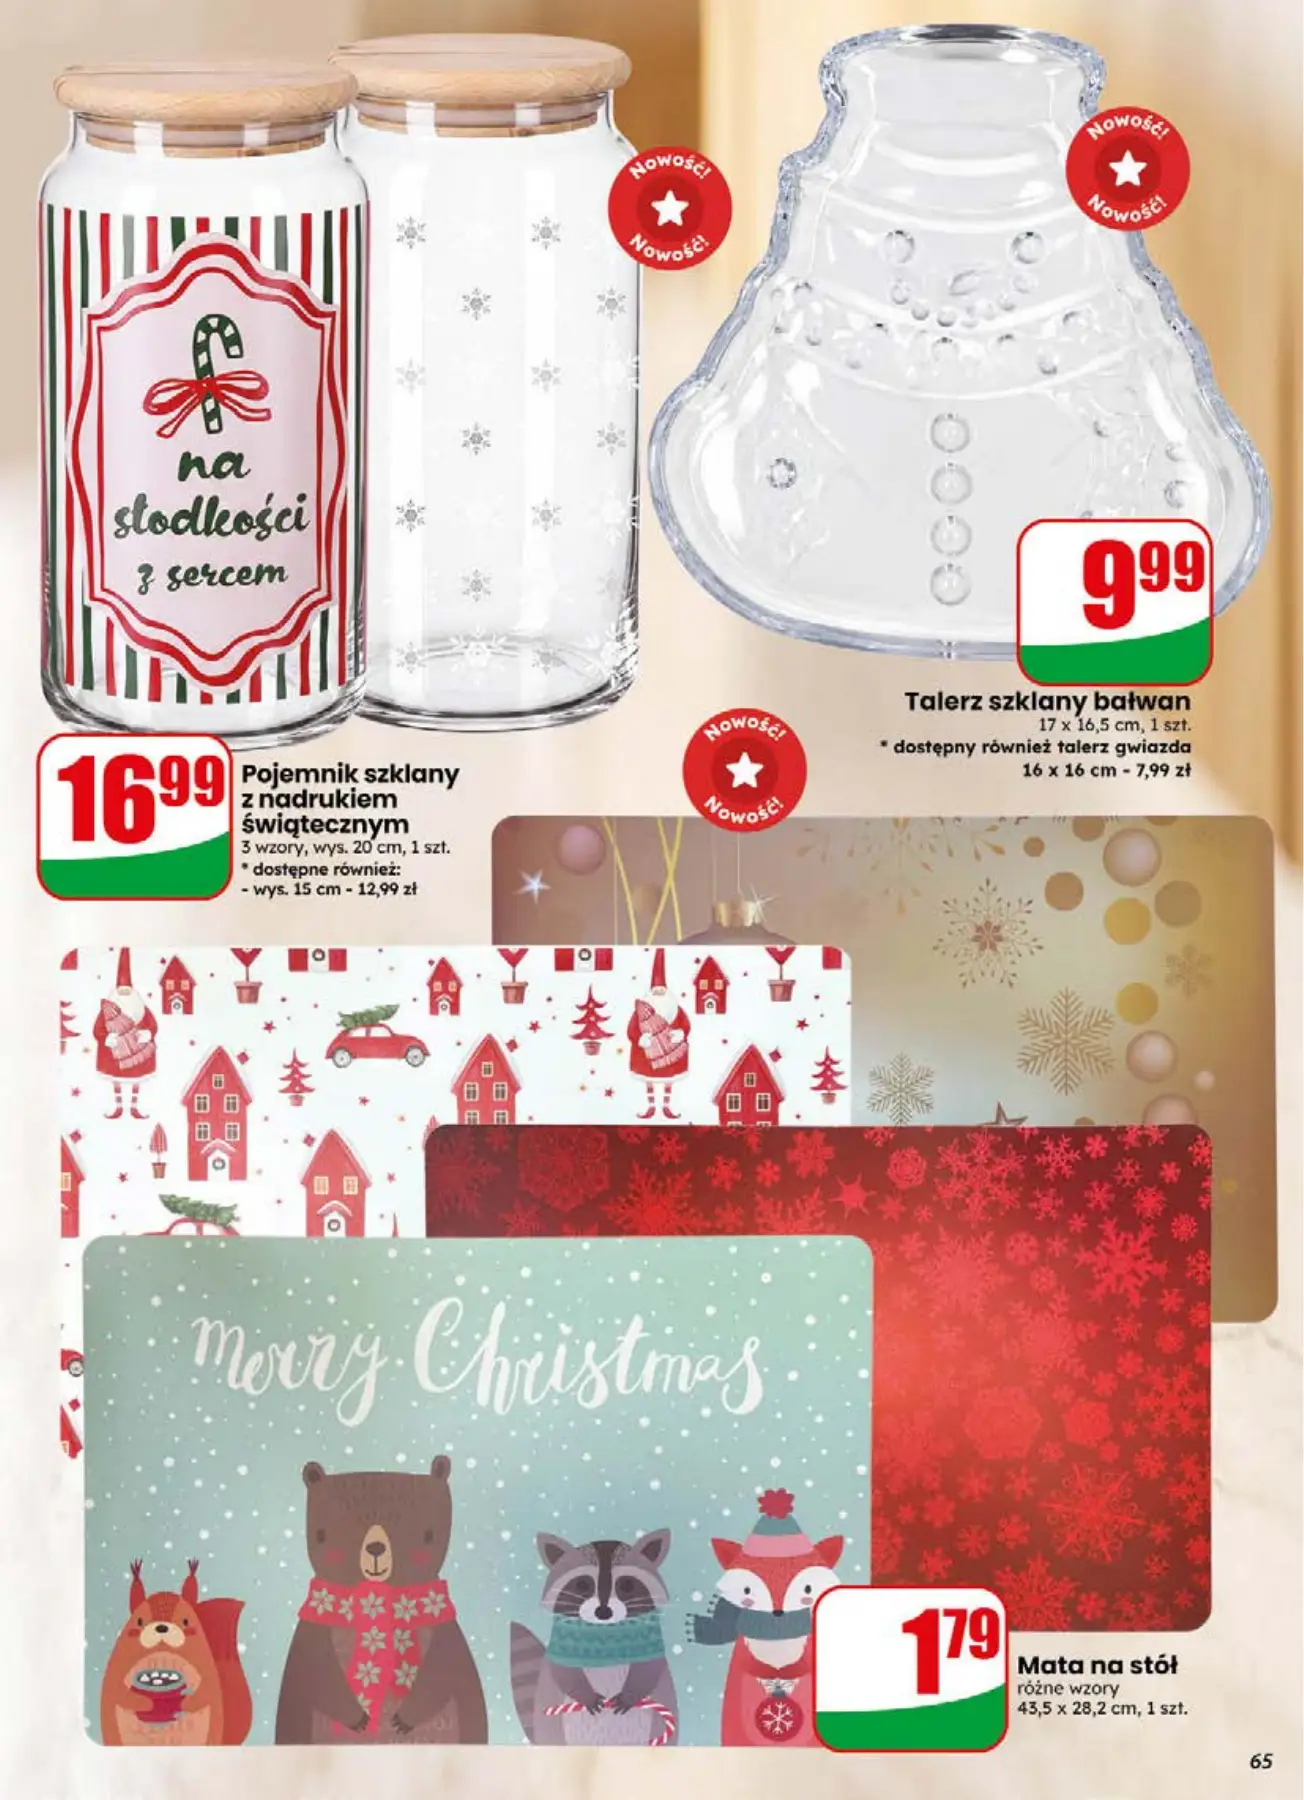 Nowość!
Nowość!
Nowość!
Nowość!
na
słodkości
z sercem
9 99
Talerz szklany bałwan
17 x 16,5 cm, 1 szt.
* dostępny również talerz gwiazda
16 x 16 cm - 7,99 zł
16 99
Pojemnik szklany
z nadrukiem
świątecznym
3 wzory, wys. 20 cm, 1 szt.
* dostępne również:
- wys. 15 cm - 12,99 zł
Nowość!
Nowość!
Merry Christmas
1 79
Mata na stół
różne wzory
43,5 x 28,2 cm, 1 szt.
65